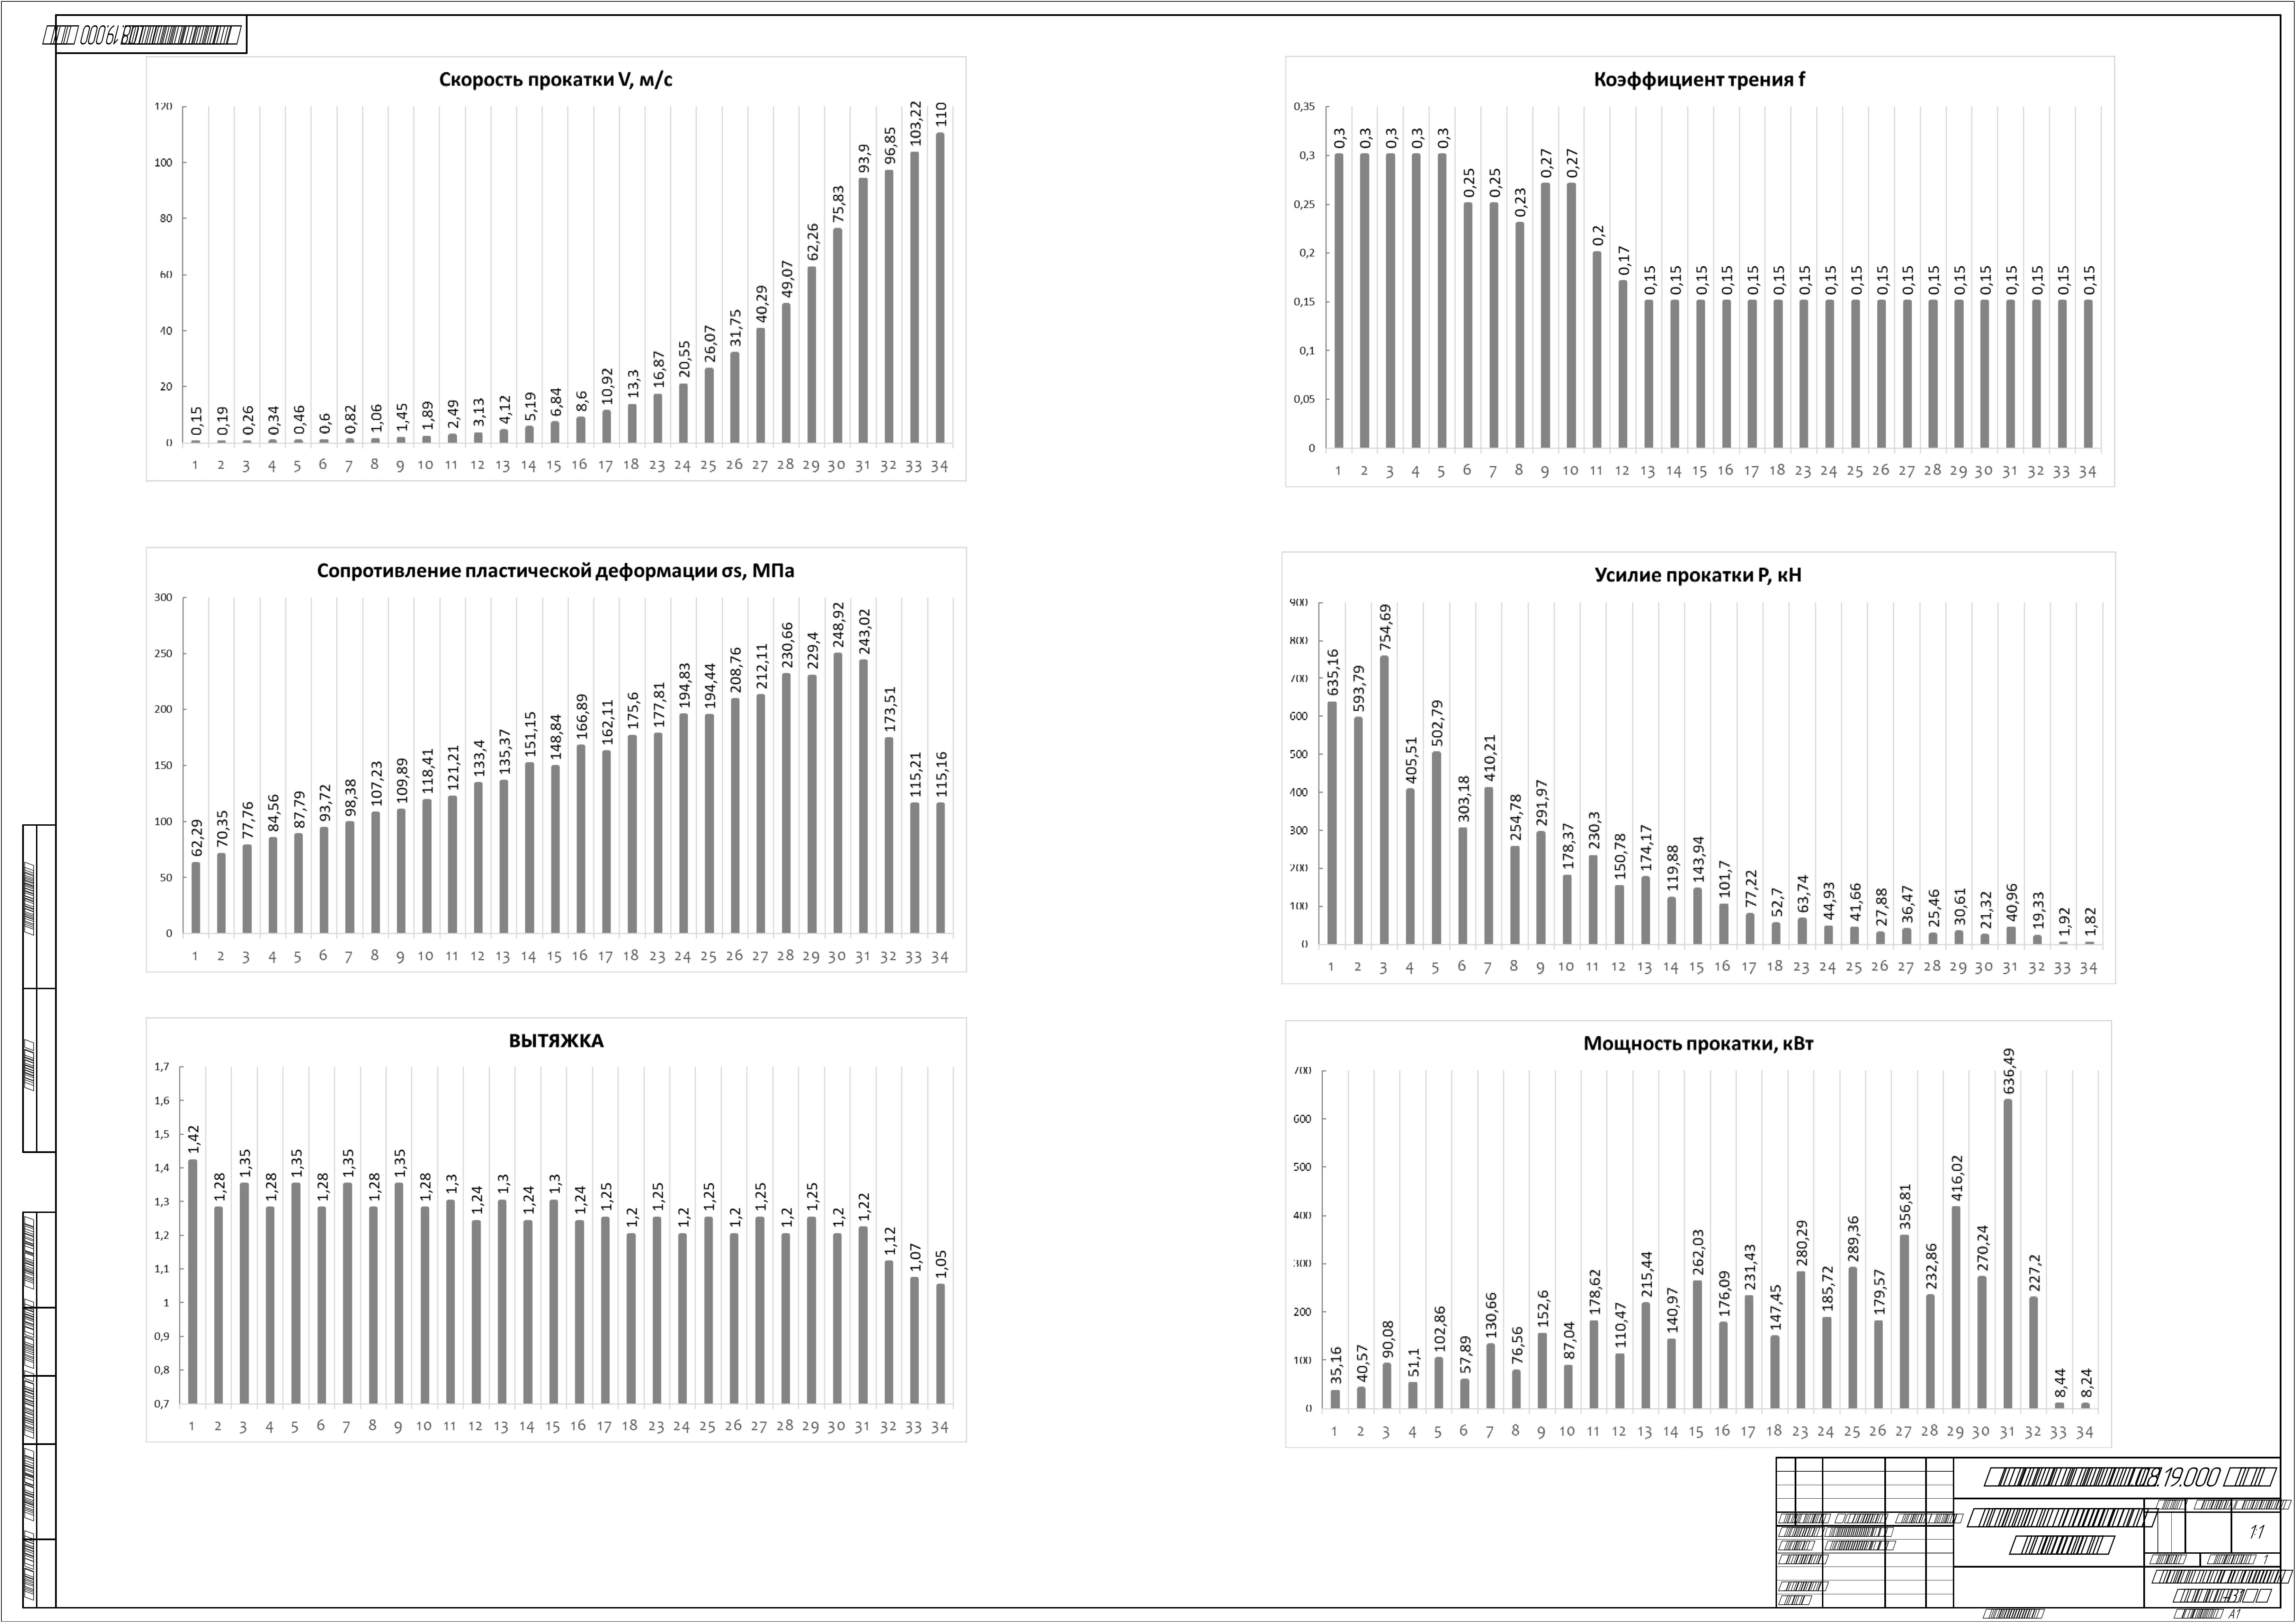 19.000
Скорость прокатки V, м/с
120
100
80
60
40
20
0
0,15 0,19 0,26 0,34 0,46 0,6 0,82 1,06 1,45 1,89 2,49 3,13 4,12 5,19 6,84 8,6 10,92 13,3 16,87 20,55 26,07 31,75 40,29 49,07 62,26 75,83 93,9 96,85 103,22 110
1 2 3 4 5 6 7 8 9 10 11 12 13 14 15 16 17 18 23 24 25 26 27 28 29 30 31 32 33 34
Коэффициент трения f
0,35
0,3
0,25
0,2
0,15
0,1
0,05
0
0,3 0,3 0,3 0,3 0,3 0,25 0,25 0,23 0,27 0,27 0,2 0,17 0,15 0,15 0,15 0,15 0,15 0,15 0,15 0,15 0,15 0,15 0,15 0,15 0,15 0,15 0,15 0,15 0,15 0,15
1 2 3 4 5 6 7 8 9 10 11 12 13 14 15 16 17 18 23 24 25 26 27 28 29 30 31 32 33 34
Сопротивление пластической деформации σs, МПа
300
250
200
150
100
50
0
62,29 70,35 77,76 84,56 87,79 93,72 98,38 107,23 109,89 118,41 121,21 133,4 135,37 151,15 148,84 166,89 162,11 175,6 177,81 194,83 194,44 208,76 212,11 230,66 229,4 248,92 243,02 173,51 115,21 115,16
1 2 3 4 5 6 7 8 9 10 11 12 13 14 15 16 17 18 23 24 25 26 27 28 29 30 31 32 33 34
Усилие прокатки P, кН
900
800
700
600
500
400
300
200
100
0
635,16 593,79 754,69 405,51 502,79 303,18 410,21 254,78 291,97 178,37 230,3 150,78 174,17 119,88 143,94 101,7 77,22 52,7 63,74 44,93 41,66 27,88 36,47 25,46 30,61 21,32 40,96 19,33 1,92 1,82
1 2 3 4 5 6 7 8 9 10 11 12 13 14 15 16 17 18 23 24 25 26 27 28 29 30 31 32 33 34
ВЫТЯЖКА
1,7
1,6
1,5
1,4
1,3
1,2
1,1
1
0,9
0,8
0,7
1,42 1,28 1,35 1,28 1,35 1,28 1,35 1,28 1,35 1,28 1,3 1,24 1,3 1,24 1,3 1,24 1,25 1,2 1,25 1,2 1,25 1,2 1,25 1,2 1,25 1,2 1,22 1,12 1,07 1,05
1 2 3 4 5 6 7 8 9 10 11 12 13 14 15 16 17 18 23 24 25 26 27 28 29 30 31 32 33 34
Мощность прокатки, кВт
700
600
500
400
300
200
100
0
35,16 40,57 90,08 51,1 102,86 57,89 130,66 76,56 152,6 87,04 178,62 110,47 215,44 140,97 262,03 176,09 231,43 147,45 280,29 185,72 289,36 179,57 356,81 232,86 416,02 270,24 636,49 227,2 8,44 8,24
1 2 3 4 5 6 7 8 9 10 11 12 13 14 15 16 17 18 23 24 25 26 27 28 29 30 31 32 33 34
8.19.000
1:1
1
A1